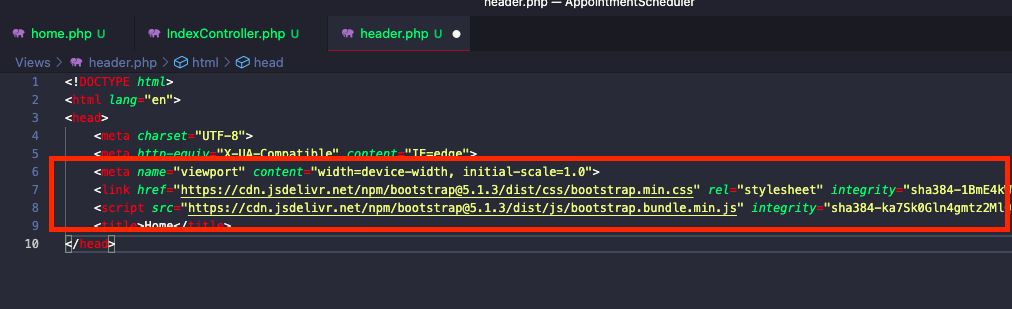 header.php — AppointmentScheduler
home.php U IndexController.php U header.php U
Views > header.php > html > head
1 <!DOCTYPE html>
2 <html lang="en">
3 <head>
4 <meta charset="UTF-8">
5 <meta http-equiv="X-UA-Compatible" content="IE=edge">
6 <meta name="viewport" content="width=device-width, initial-scale=1.0">
7 <link href="https://cdn.jsdelivr.net/npm/bootstrap@5.1.3/dist/css/bootstrap.min.css" rel="stylesheet" integrity="sha384-1BmE4k
8 <script src="https://cdn.jsdelivr.net/npm/bootstrap@5.1.3/dist/js/bootstrap.bundle.min.js" integrity="sha384-ka7Sk0Gln4gmtz2Ml
9 <title>Home</title>
10 </head>